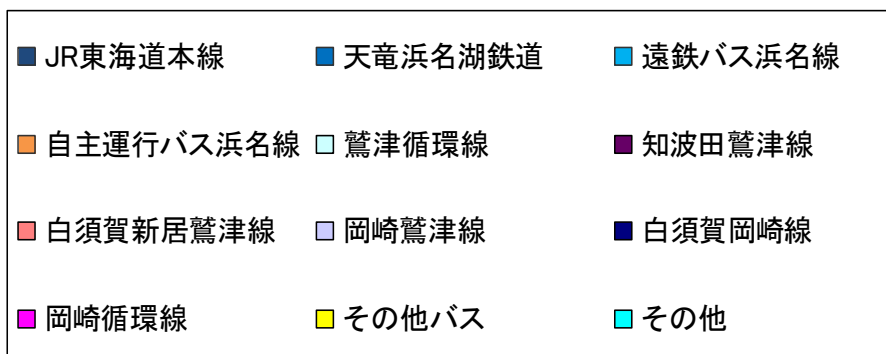 JR東海道本線 天竜浜名湖鉄道 遠鉄バス浜名線
自主運行バス浜名線 鷲津循環線 知波田鷲津線
白須賀新居鷲津線 岡崎鷲津線 白須賀岡崎線
岡崎循環線 その他バス その他